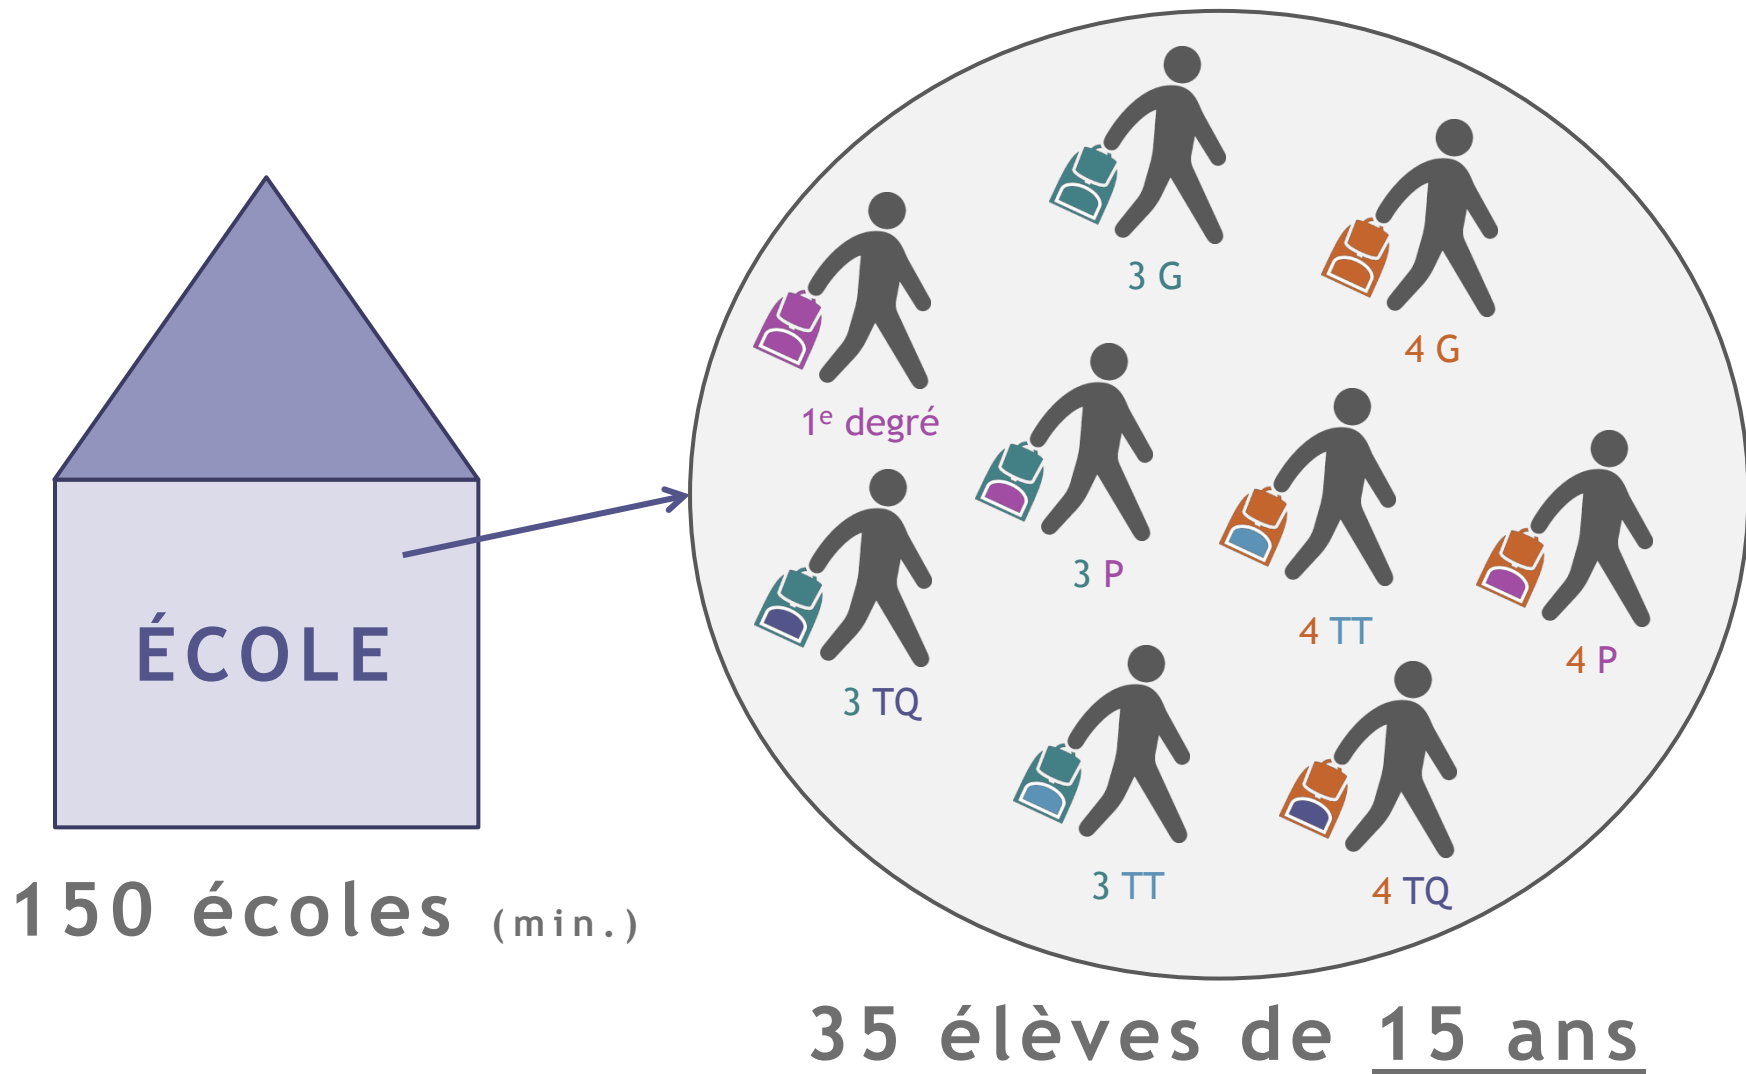 ÉCOLE
150 écoles (min.)
3 G
4 G
1e degré
3 P
4 TT
4 P
3 TQ
3 TT
4 TQ
35 élèves de 15 ans